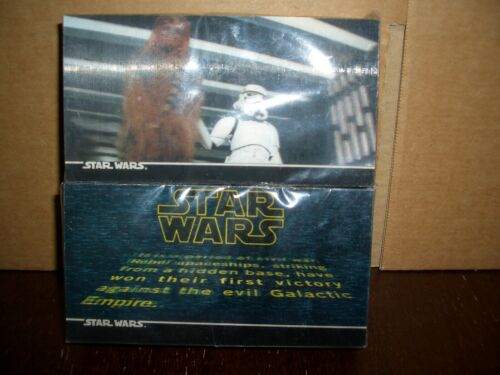 STAR WARS
STAR
WARS
It is a period of civil war
Rebel spaceships, striking
from a hidden base, have
won their first victory
against the evil Galactic
Empire.
STAR WARS